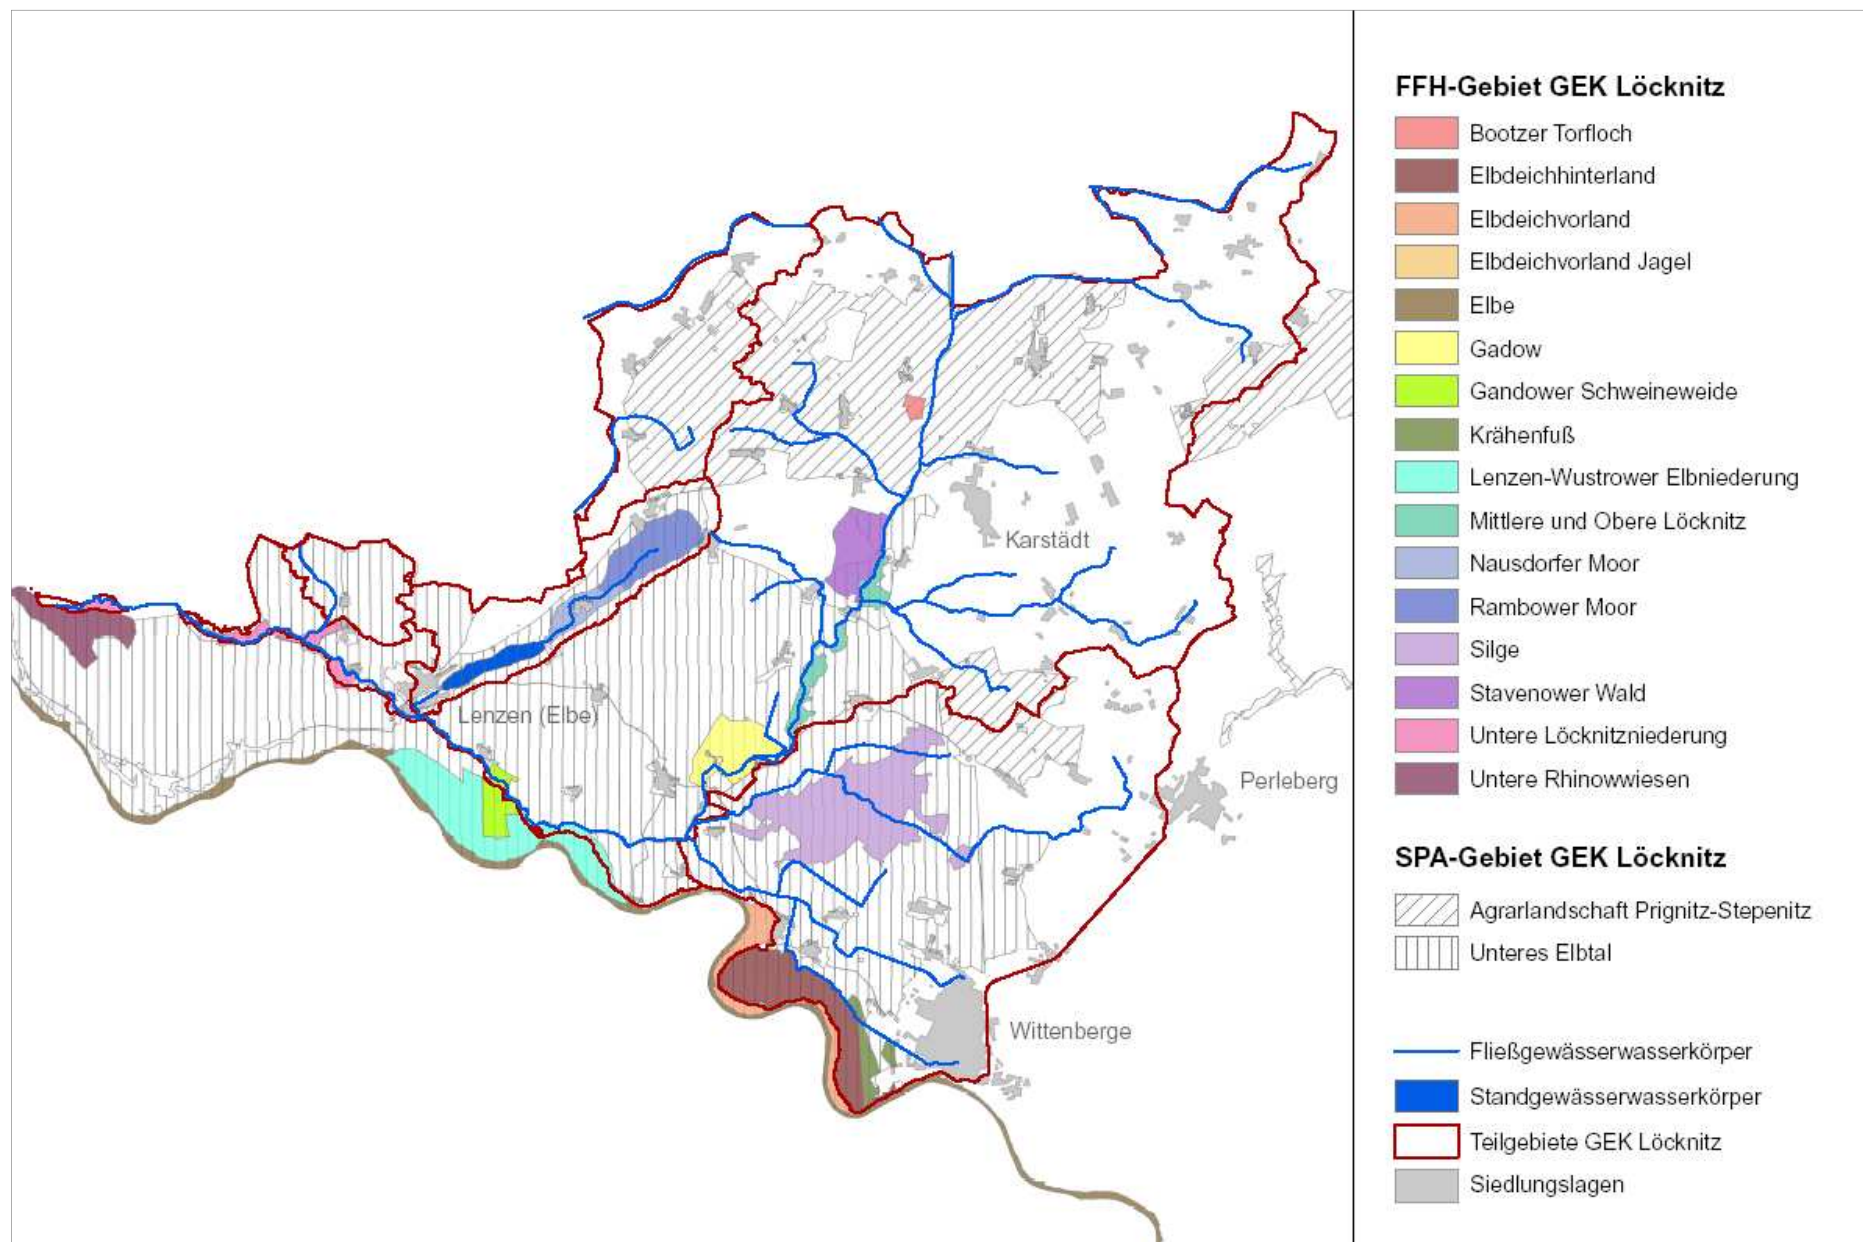 Karstädt
Lenzen (Elbe)
Perleberg
Wittenberge
FFH-Gebiet GEK Löcknitz
Bootzer Torfloch
Elbdeichhinterland
Elbdeichvorland
Elbdeichvorland Jagel
Elbe
Gadow
Gandower Schweineweide
Krähenfuß
Lenzen-Wustrower Elbniederung
Mittlere und Obere Löcknitz
Nausdorfer Moor
Rambower Moor
Silge
Stavenower Wald
Untere Löcknitzniederung
Untere Rhinowwiesen
SPA-Gebiet GEK Löcknitz
Agrarlandschaft Prignitz-Stepenitz
Unteres Elbtal
Fließgewässerwasserkörper
Standgewässerwasserkörper
Teilgebiete GEK Löcknitz
Siedlungslagen